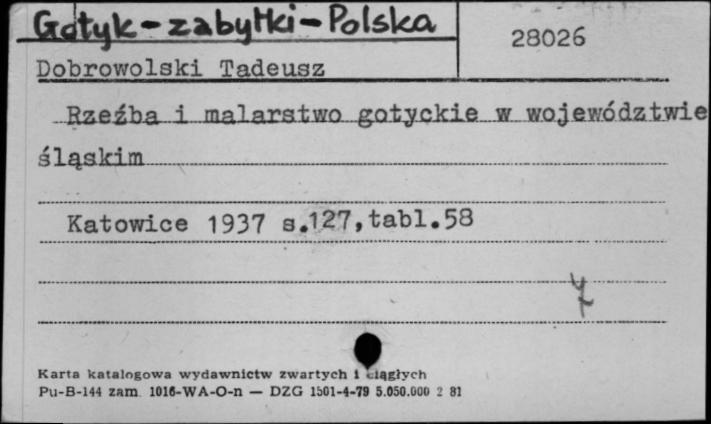 Gotyk-zabytki-Polska
28026
Dobrowolski Tadeusz
Rzeźba i malarstwo gotyckie w województwie
śląskim
Katowice 1937 s.127,tabl.58
Karta katalogowa wydawnictw zwartych i ciągłych
Pu-B-144 zam. 1016-WA-O-n — DZG 1501-4-79 5.050.000 2 81